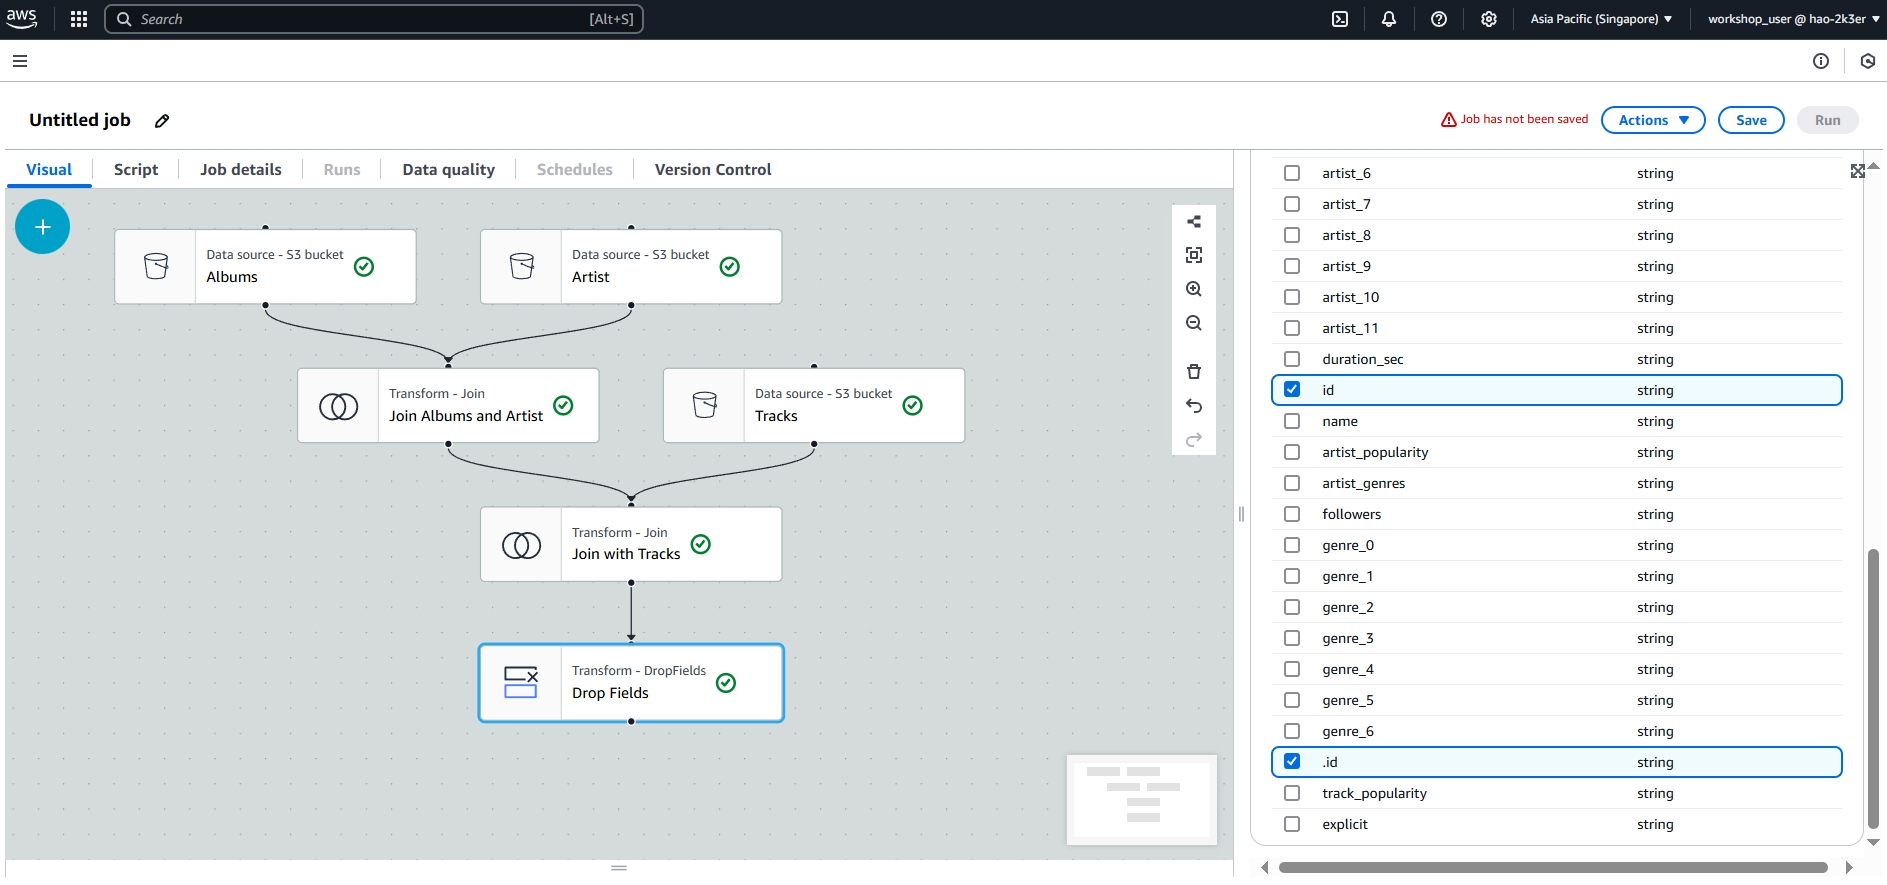 aws
Search [Alt+S]
Asia Pacific (Singapore) workshop_user @ hao-2k3er
Untitled job
Job has not been saved
Actions
Save
Run
Visual
Script
Job details
Runs
Data quality
Schedules
Version Control
Data source - S3 bucket
Albums
Data source - S3 bucket
Artist
Transform - Join
Join Albums and Artist
Data source - S3 bucket
Tracks
Transform - Join
Join with Tracks
Transform - DropFields
Drop Fields
artist_6 string
artist_7 string
artist_8 string
artist_9 string
artist_10 string
artist_11 string
duration_sec string
id string
name string
artist_popularity string
artist_genres string
followers string
genre_0 string
genre_1 string
genre_2 string
genre_3 string
genre_4 string
genre_5 string
genre_6 string
.id string
track_popularity string
explicit string